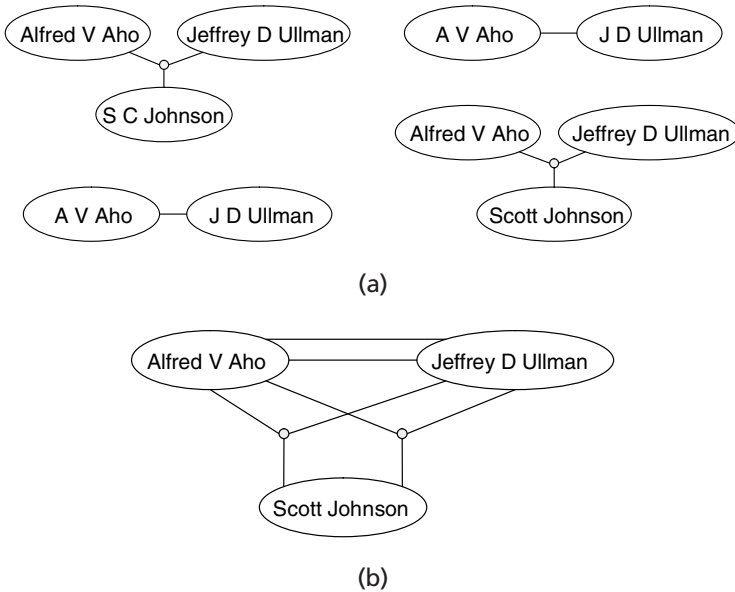 Alfred V Aho
Jeffrey D Ullman
S C Johnson
A V Aho
J D Ullman
Alfred V Aho
Jeffrey D Ullman
Scott Johnson
A V Aho
J D Ullman
(a)
Alfred V Aho
Jeffrey D Ullman
Scott Johnson
(b)